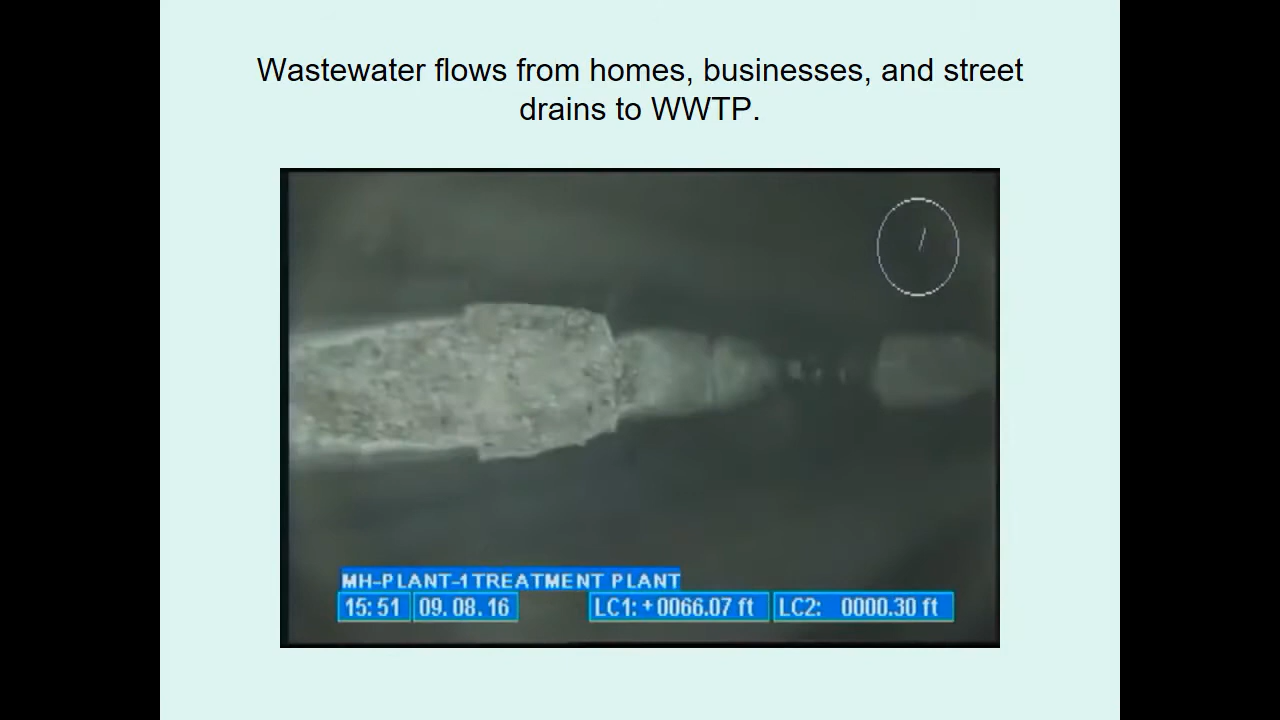 Wastewater flows from homes, businesses, and street
drains to WWTP.
MH-PLANT-1TREATMENT PLANT
15:51 09.08.16 LC1:+0066.07 ft LC2: 0000.30 ft